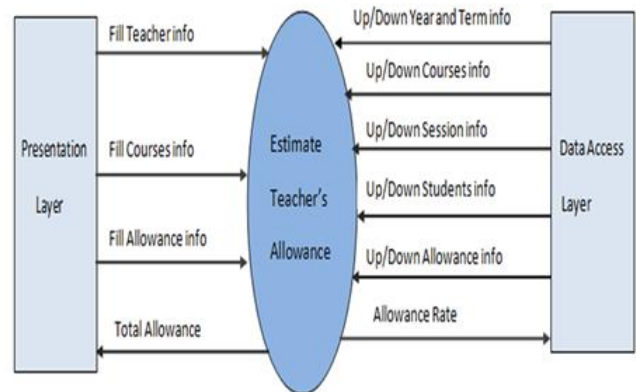 Presentation
Layer
Fill Teacher info
Fill Courses info
Fill Allowance info
Total Allowance
Estimate
Teacher's
Allowance
Up/Down Year and Term info
Up/Down Courses info
Up/Down Session info
Up/Down Students info
Up/Down Allowance info
Allowance Rate
Data Access
Layer